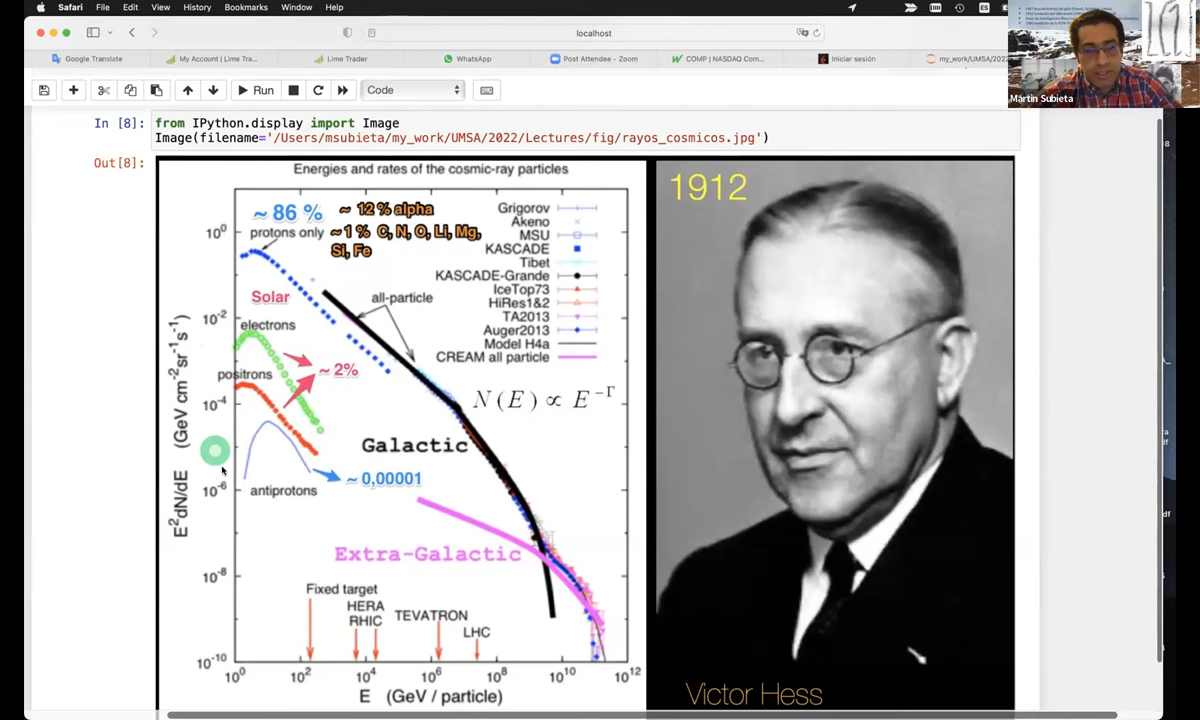 Safari File Edit View History Bookmarks Window Help
ES
localhost
Google Translate My Account | Lime Tra... Lime Trader WhatsApp Post Attendee - Zoom COMP | NASDAQ Com... Iniciar sesión my_work/UMSA/202
Martin Subieta
Run Code
In [8]: from IPython.display import Image
Image(filename='/Users/msubieta/my_work/UMSA/2022/Lectures/fig/rayos_cosmicos.jpg')
Out[8]:
Energies and rates of the cosmic-ray particles
~ 86 %
protons only
~ 12 % alpha
~ 1 % C, N, O, Li, Mg,
Si, Fe
Grigorov
Akeno
MSU
KASCADE
Tibet
KASCADE-Grande
IceTop73
HiRes1&2
TA2013
Auger2013
Model H4a
CREAM all particle
all-particle
Solar
electrons
positrons
~ 2%
antiprotons
~ 0,00001
N(E) ∝ E^−Γ
Galactic
Extra-Galactic
Fixed target
HERA
RHIC
TEVATRON
LHC
E²dN/dE (GeV cm⁻²sr⁻¹s⁻¹)
10⁰
10⁻²
10⁻⁴
10⁻⁶
10⁻⁸
10⁻¹⁰
10⁰ 10² 10⁴ 10⁶ 10⁸ 10¹⁰ 10¹²
E (GeV / particle)
1912
Victor Hess